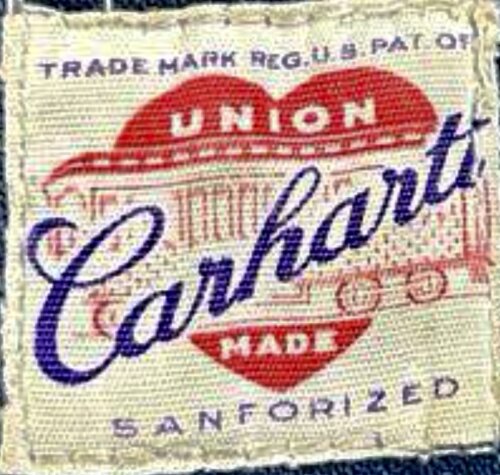 TRADE MARK REG. U.S. PAT OF
UNION
Carhartt
MADE
SANFORIZED